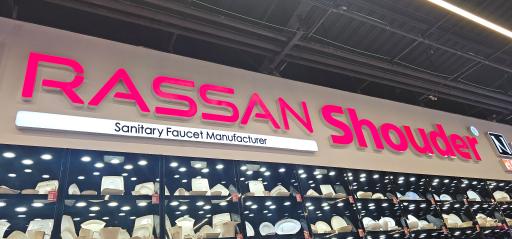 RASSAN Shouder
Sanitary Faucet Manufacturer